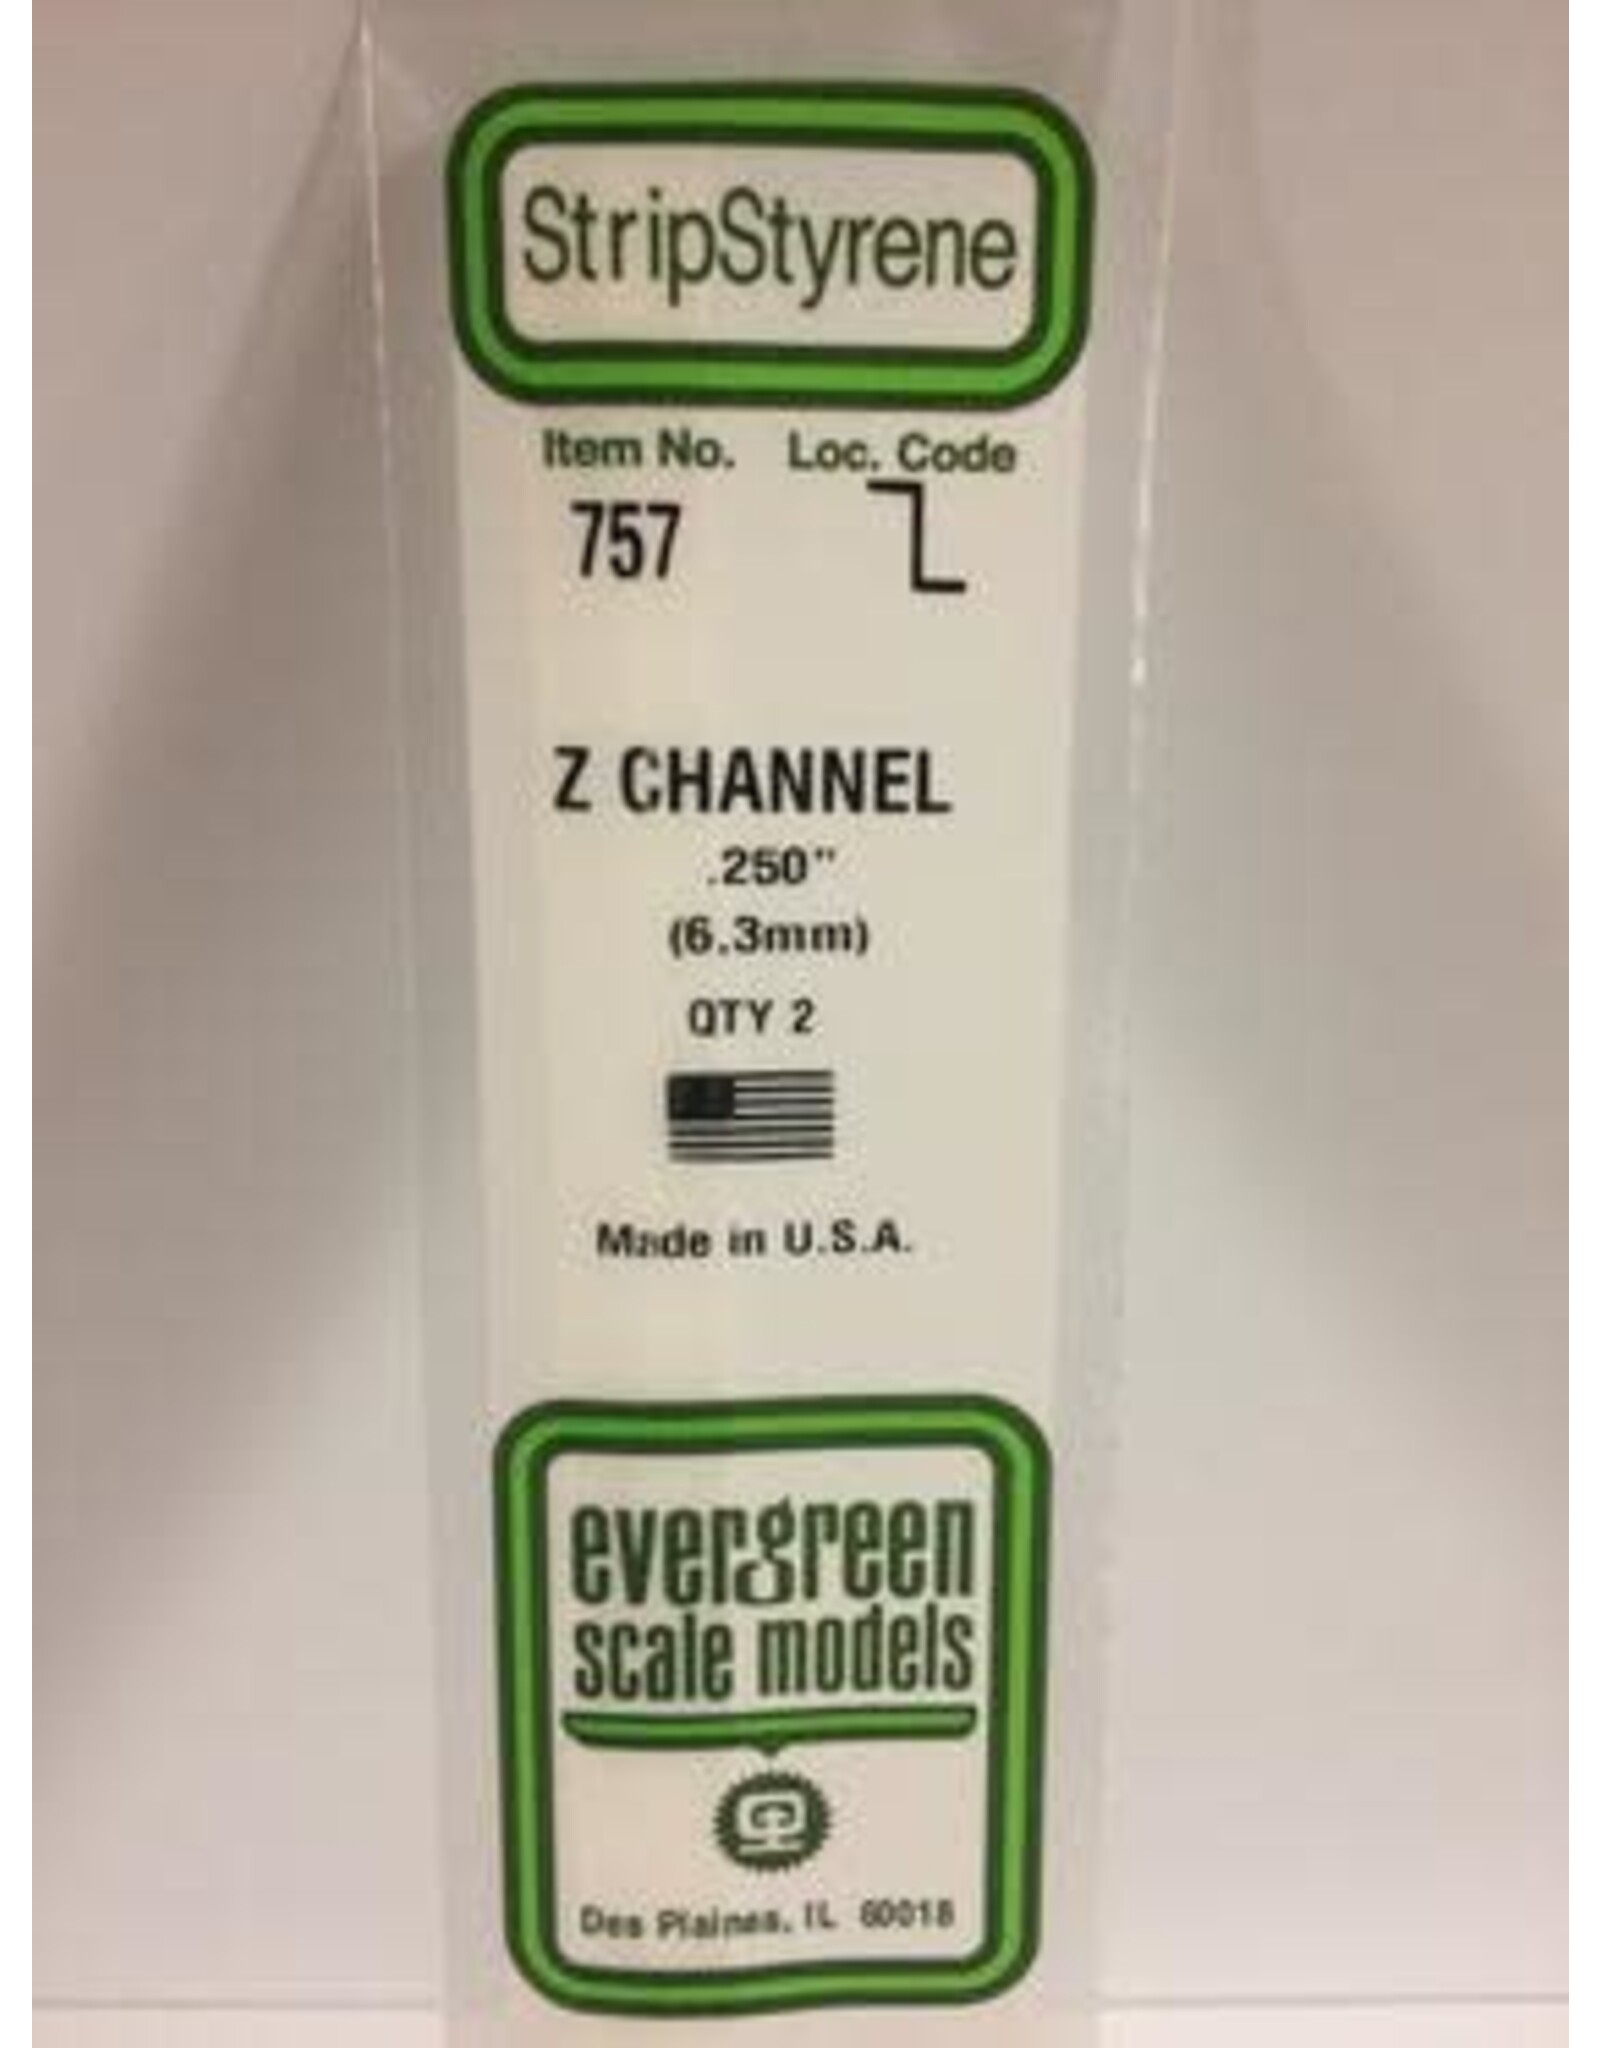 StripStyrene
Item No. Loc. Code
757
Z CHANNEL
.250"
(6.3mm)
QTY 2
Made in U.S.A.
evergreen
scale models
Des Plaines, IL 60018